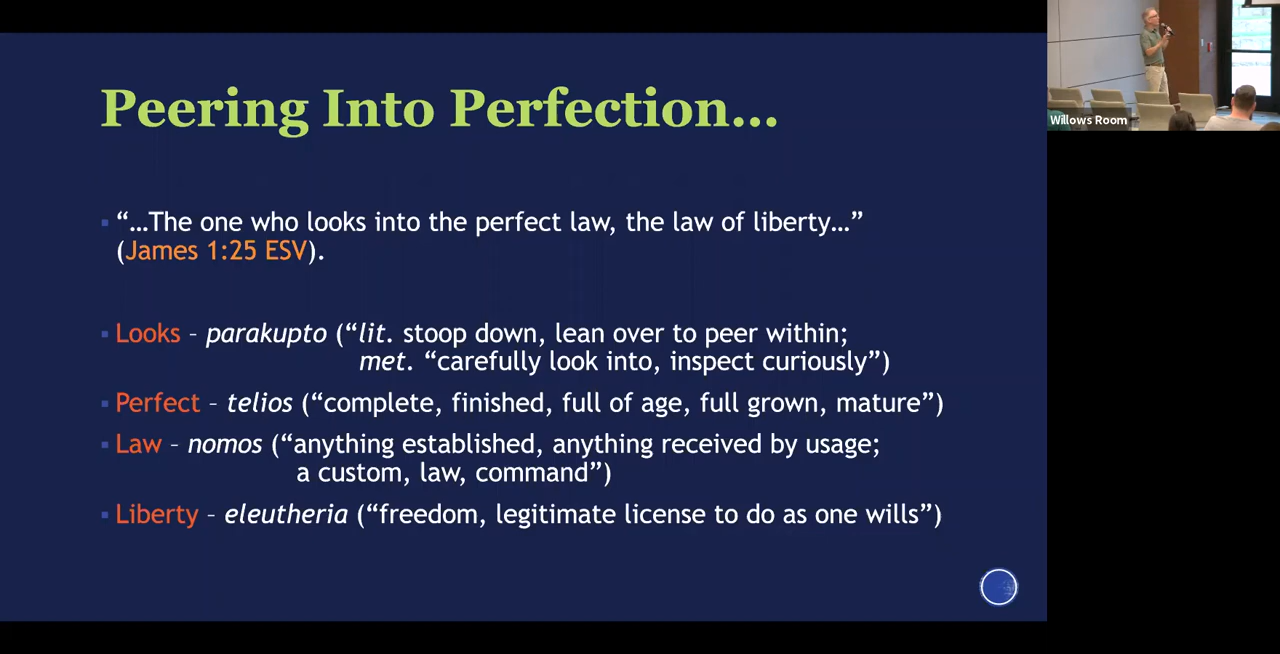 Peering Into Perfection...
▪ “…The one who looks into the perfect law, the law of liberty…”
(James 1:25 ESV).
▪ Looks – parakupto (“lit. stoop down, lean over to peer within;
met. “carefully look into, inspect curiously”)
▪ Perfect – telios (“complete, finished, full of age, full grown, mature”)
▪ Law – nomos (“anything established, anything received by usage;
a custom, law, command”)
▪ Liberty – eleutheria (“freedom, legitimate license to do as one wills”)
Willows Room